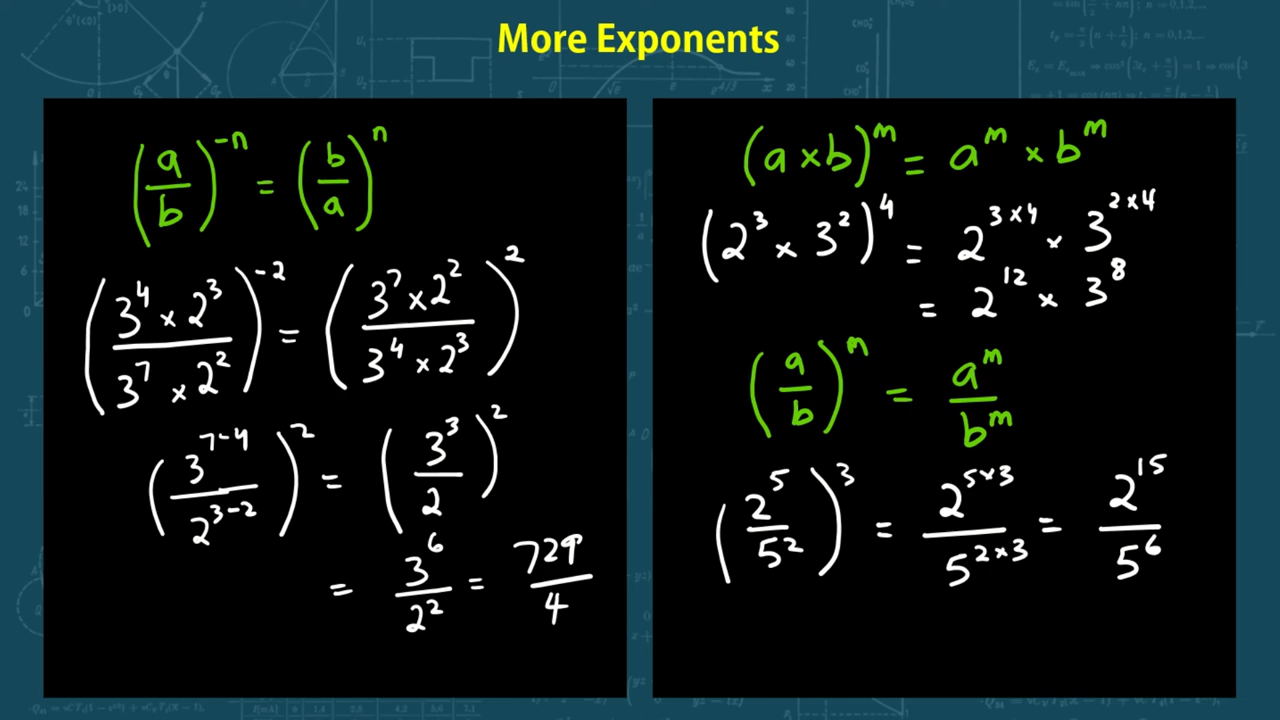 More Exponents
(a/b)^-n = (b/a)^n
((3^4 × 2^3)/(3^7 × 2^2))^-2 = ((3^7 × 2^2)/(3^4 × 2^3))^2
(3^(7-4)/2^(3-2))^2 = (3^3/2)^2
= 3^6/2^2 = 729/4
(a × b)^m = a^m × b^m
(2^3 × 3^2)^4 = 2^(3×4) × 3^(2×4)
= 2^12 × 3^8
(a/b)^m = a^m/b^m
(2^5/5^2)^3 = 2^(5×3)/5^(2×3) = 2^15/5^6